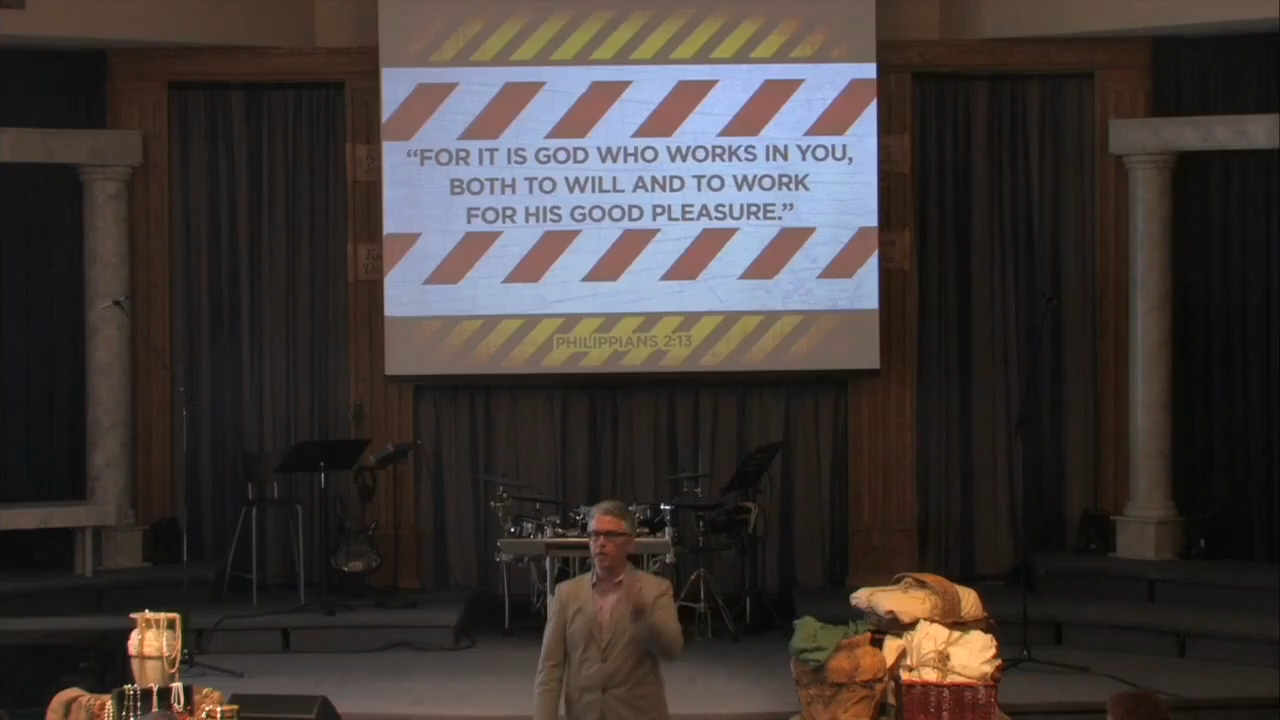 “FOR IT IS GOD WHO WORKS IN YOU,
BOTH TO WILL AND TO WORK
FOR HIS GOOD PLEASURE.”
PHILIPPIANS 2:13